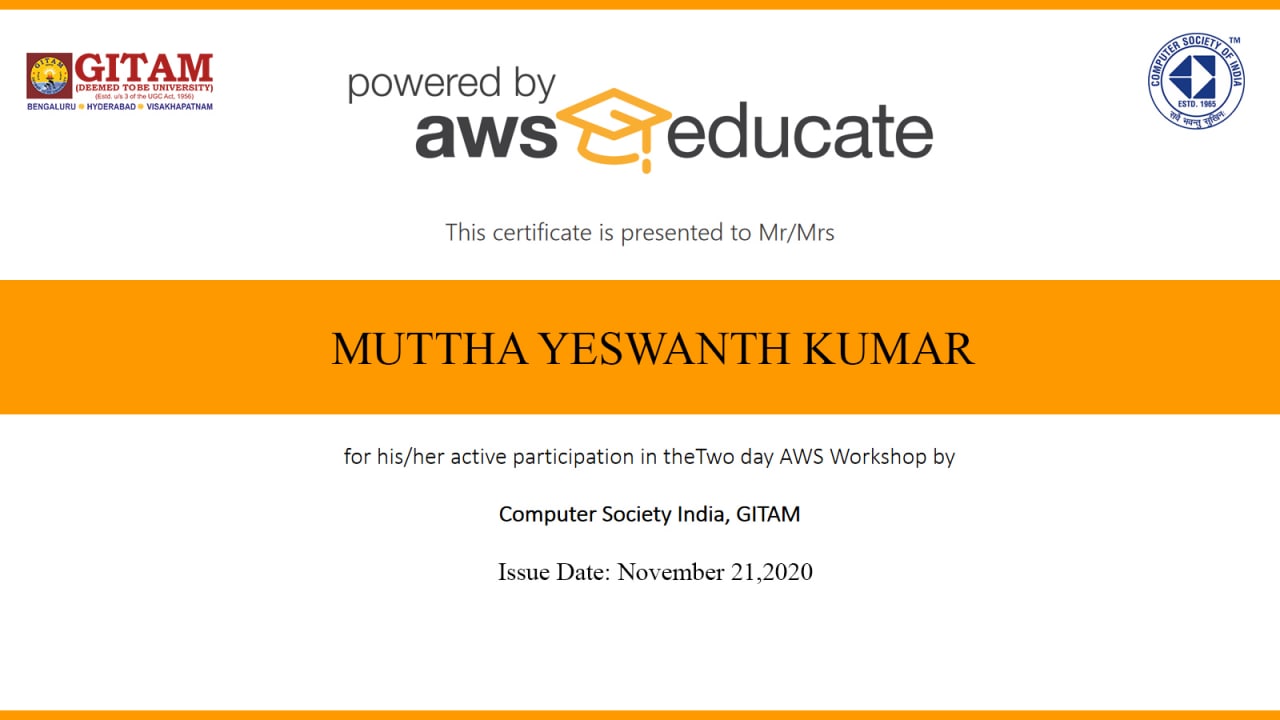 GITAM
GITAM
(DEEMED TO BE UNIVERSITY)
(Estd. u/s 3 of the UGC Act, 1956)
BENGALURU HYDERABAD VISAKHAPATNAM
powered by
aws educate
COMPUTER SOCIETY OF INDIA
TM
ESTD. 1965
सर्वे भवन्तु सुखिनः
This certificate is presented to Mr/Mrs
MUTTHA YESWANTH KUMAR
for his/her active participation in theTwo day AWS Workshop by
Computer Society India, GITAM
Issue Date: November 21,2020